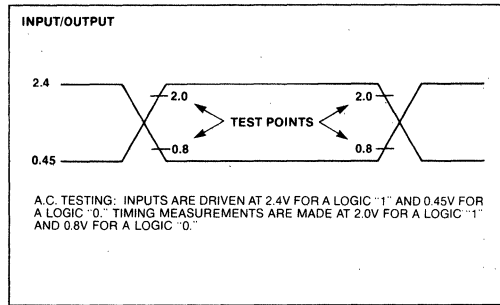 INPUT/OUTPUT
2.4
2.0
2.0
TEST POINTS
0.8
0.8
0.45
A.C. TESTING: INPUTS ARE DRIVEN AT 2.4V FOR A LOGIC "1" AND 0.45V FOR
A LOGIC "0." TIMING MEASUREMENTS ARE MADE AT 2.0V FOR A LOGIC "1"
AND 0.8V FOR A LOGIC "0."